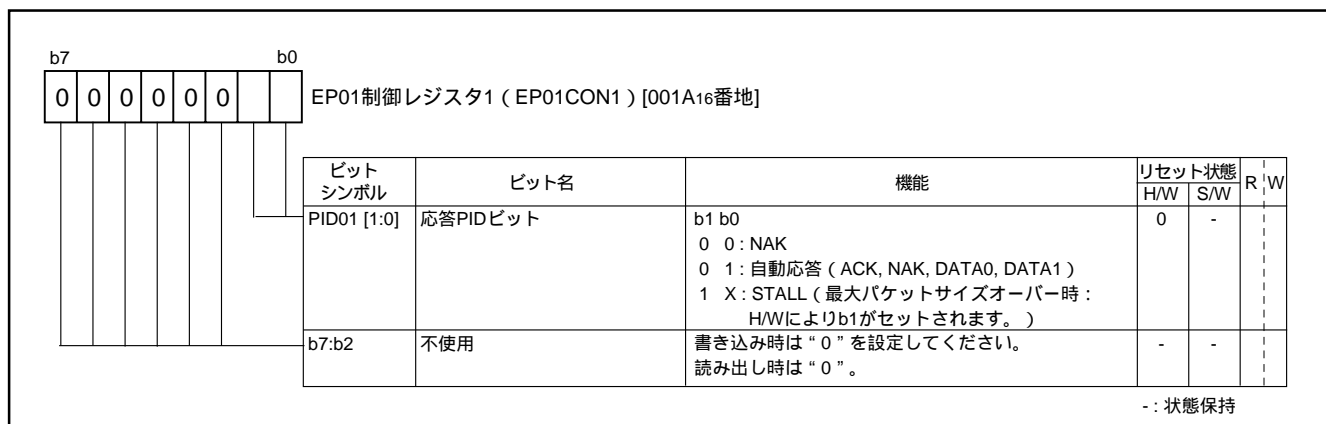 b7 b0
0 0 0 0 0 0 EP01制御レジスタ1（EP01CON1）[001A16番地]
ビットシンボル ビット名 機能 リセット状態 H/W S/W R W
PID01 [1:0] 応答PIDビット b1 b0 0 -
0 0 : NAK
0 1 : 自動応答（ACK, NAK, DATA0, DATA1）
1 X : STALL（最大パケットサイズオーバー時：
H/Wによりb1がセットされます。）
b7:b2 不使用 書き込み時は“0”を設定してください。 - -
読み出し時は“0”。
- : 状態保持